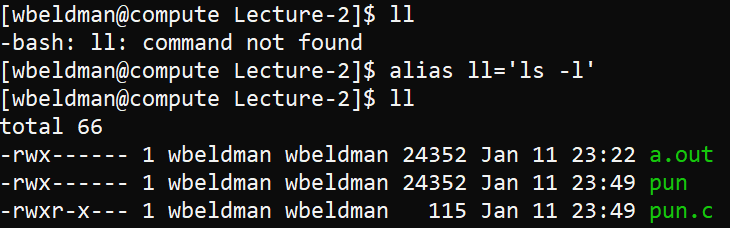 [wbeldman@compute Lecture-2]$ ll
-bash: ll: command not found
[wbeldman@compute Lecture-2]$ alias ll='ls -l'
[wbeldman@compute Lecture-2]$ ll
total 66
-rwx------ 1 wbeldman wbeldman 24352 Jan 11 23:22 a.out
-rwx------ 1 wbeldman wbeldman 24352 Jan 11 23:49 pun
-rwxr-x--- 1 wbeldman wbeldman   115 Jan 11 23:49 pun.c